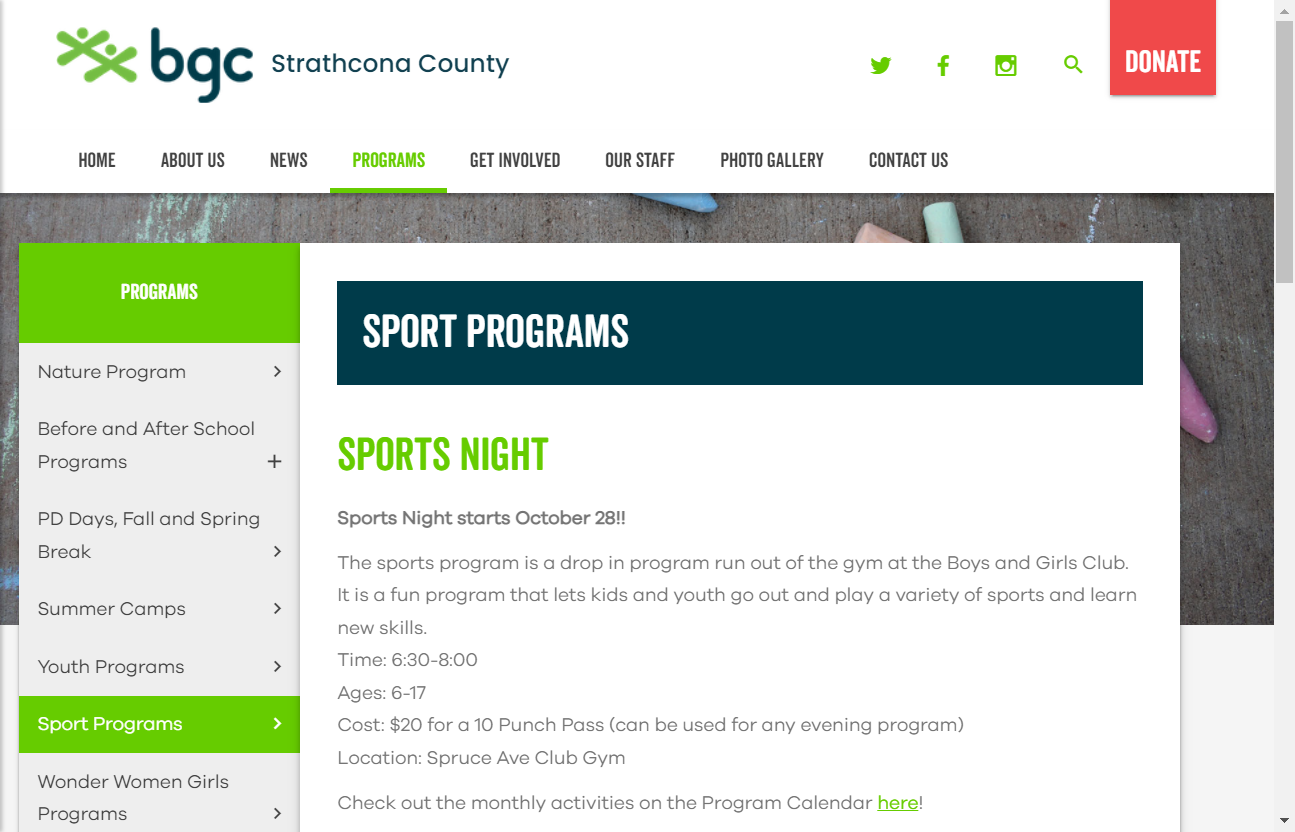 bgc Strathcona County
DONATE
HOME ABOUT US NEWS PROGRAMS GET INVOLVED OUR STAFF PHOTO GALLERY CONTACT US
PROGRAMS
Nature Program
Before and After School
Programs
PD Days, Fall and Spring
Break
Summer Camps
Youth Programs
Sport Programs
Wonder Women Girls
Programs
SPORT PROGRAMS
SPORTS NIGHT
Sports Night starts October 28!!
The sports program is a drop in program run out of the gym at the Boys and Girls Club.
It is a fun program that lets kids and youth go out and play a variety of sports and learn
new skills.
Time: 6:30-8:00
Ages: 6-17
Cost: $20 for a 10 Punch Pass (can be used for any evening program)
Location: Spruce Ave Club Gym
Check out the monthly activities on the Program Calendar here!